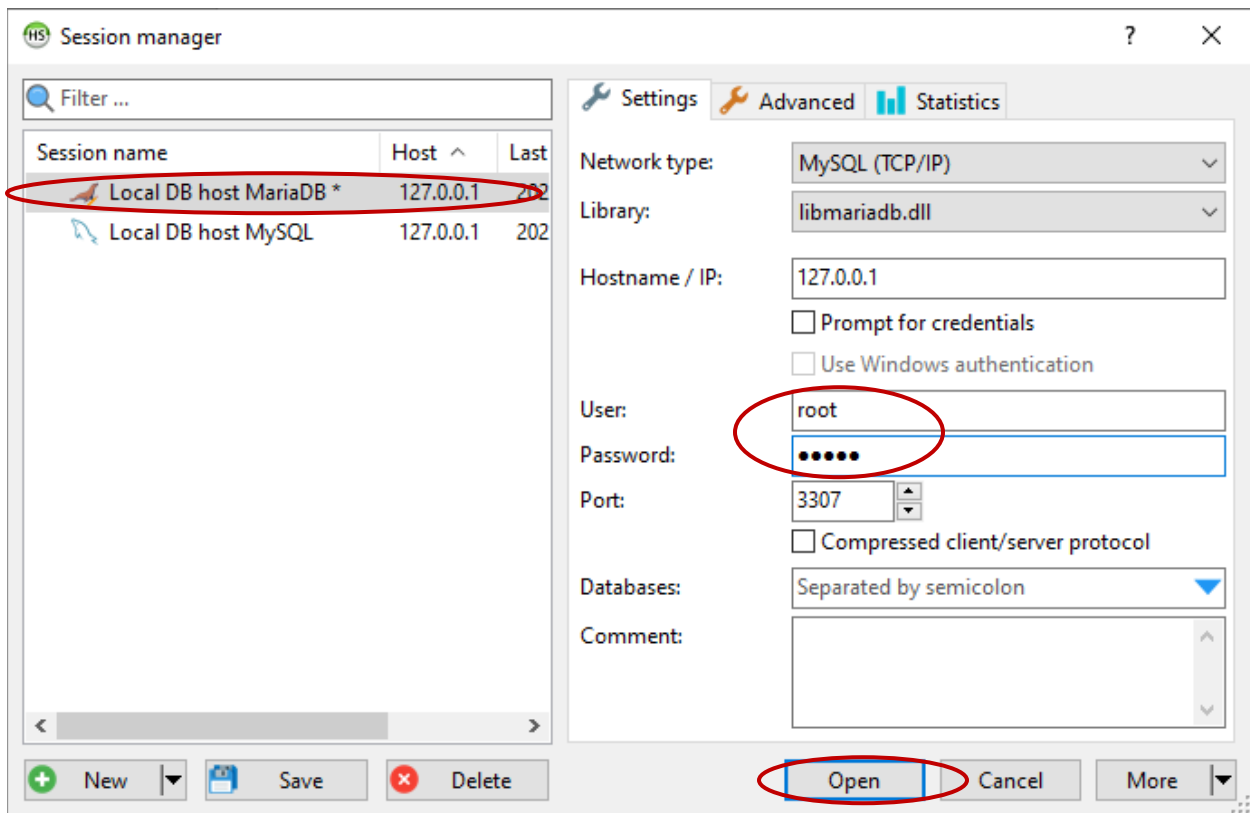 HS Session manager ?
Filter ...
Session name Host Last
Local DB host MariaDB * 127.0.0.1 202
Local DB host MySQL 127.0.0.1 202
New Save Delete
Settings Advanced Statistics
Network type: MySQL (TCP/IP)
Library: libmariadb.dll
Hostname / IP: 127.0.0.1
Prompt for credentials
Use Windows authentication
User: root
Password: ●●●●●
Port: 3307
Compressed client/server protocol
Databases: Separated by semicolon
Comment:
Open Cancel More